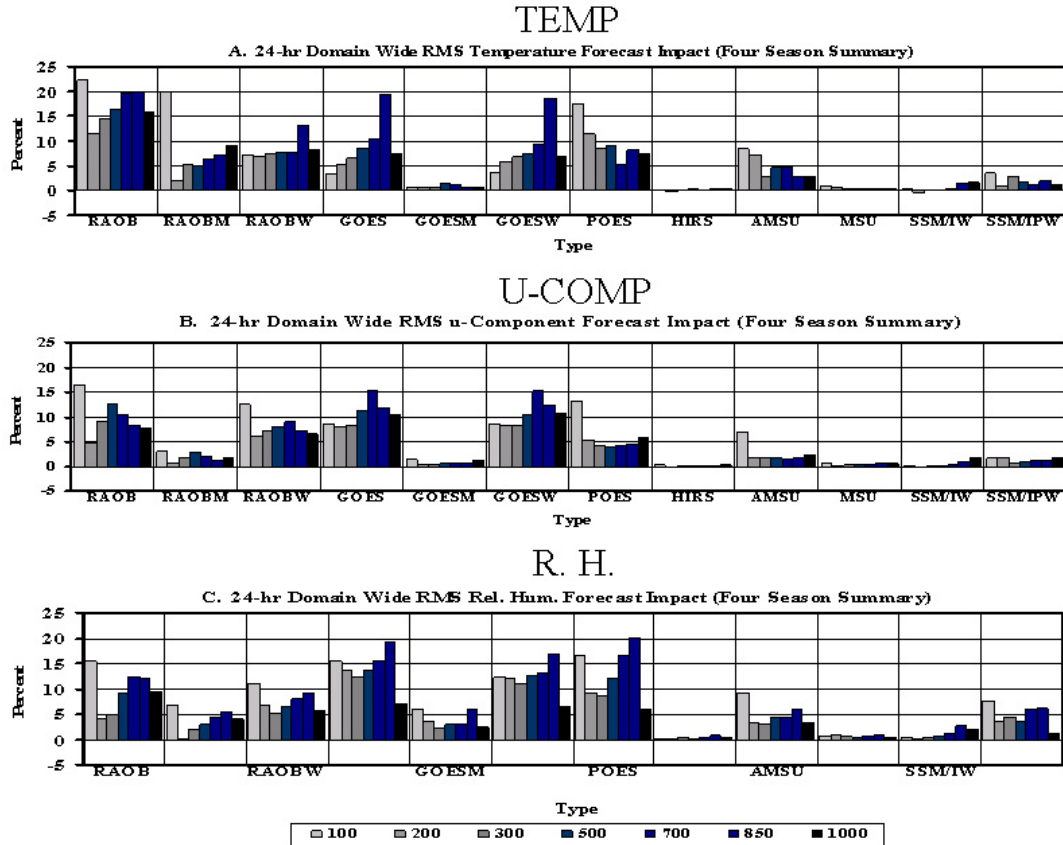 TEMP
A. 24-hr Domain Wide RMS Temperature Forecast Impact (Four Season Summary)
25
20
15
10
5
0
-5
Percent
RAOB RAOBM RAOBW GOES GOESM GOESW POES HIRS AMSU MSU SSM/IW SSM/IPW
Type
U-COMP
B. 24-hr Domain Wide RMS u-Component Forecast Impact (Four Season Summary)
25
20
15
10
5
0
-5
Percent
RAOB RAOBM RAOBW GOES GOESM GOESW POES HIRS AMSU MSU SSM/IW SSM/IPW
Type
R. H.
C. 24-hr Domain Wide RMS Rel. Hum. Forecast Impact (Four Season Summary)
25
20
15
10
5
0
-5
Percent
RAOB RAOBW GOESM POES AMSU SSM/IW
Type
100 200 300 500 700 850 1000